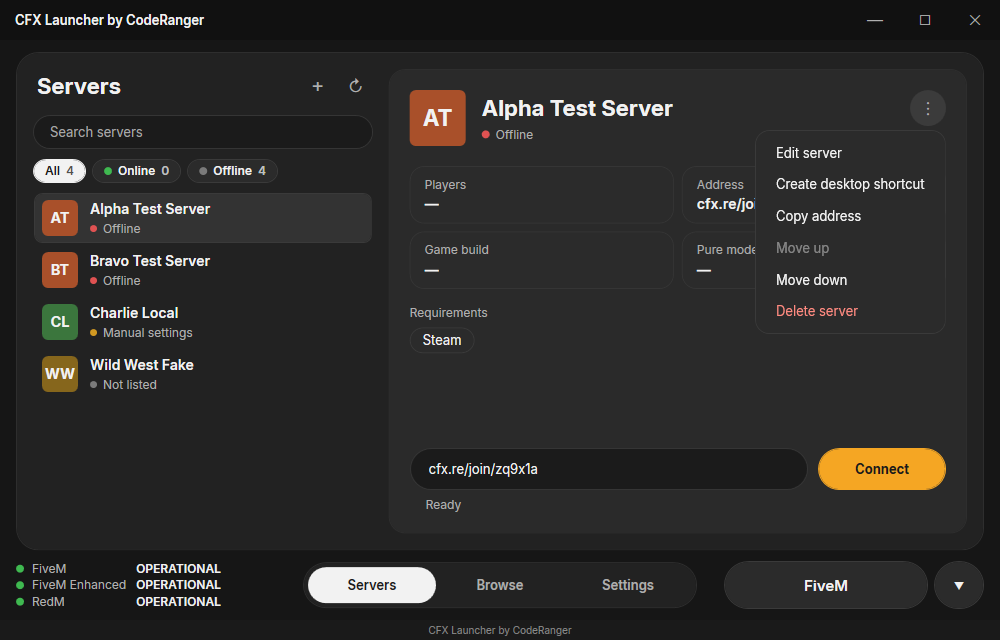 CFX Launcher by CodeRanger
Servers
Search servers
All 4
Online 0
Offline 4
AT
Alpha Test Server
Offline
BT
Bravo Test Server
Offline
CL
Charlie Local
Manual settings
WW
Wild West Fake
Not listed
AT
Alpha Test Server
Offline
Players
—
Address
cfx.re/jo
Game build
—
Pure mode
—
Requirements
Steam
Edit server
Create desktop shortcut
Copy address
Move up
Move down
Delete server
cfx.re/join/zq9x1a
Connect
Ready
FiveM OPERATIONAL
FiveM Enhanced OPERATIONAL
RedM OPERATIONAL
Servers
Browse
Settings
FiveM
CFX Launcher by CodeRanger